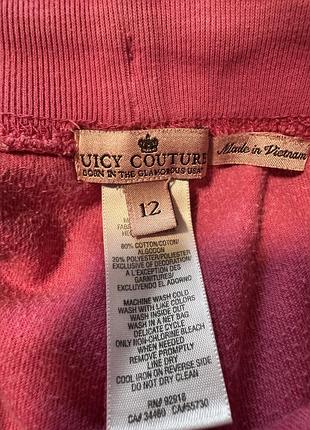 UICY COUTURE
BORN IN THE GLAMOROUS USA
Made in Vietnam
12
80% COTTON/COTON/
ALGODON
20% POLYESTER/POLYESTER/
EXCLUSIVE OF DECORATION/
A L'EXCEPTION DES
GARNITURES/
EXCLUYENDO EL ADORNO
MACHINE WASH COLD
WASH WITH LIKE COLORS
WASH INSIDE OUT
WASH IN A NET BAG
DELICATE CYCLE
ONLY NON-CHLORINE BLEACH
WHEN NEEDED
REMOVE PROMPTLY
LINE DRY
COOL IRON ON REVERSE SIDE
DO NOT DRY CLEAN
RN# 92918
CA# 34460 CA#55730